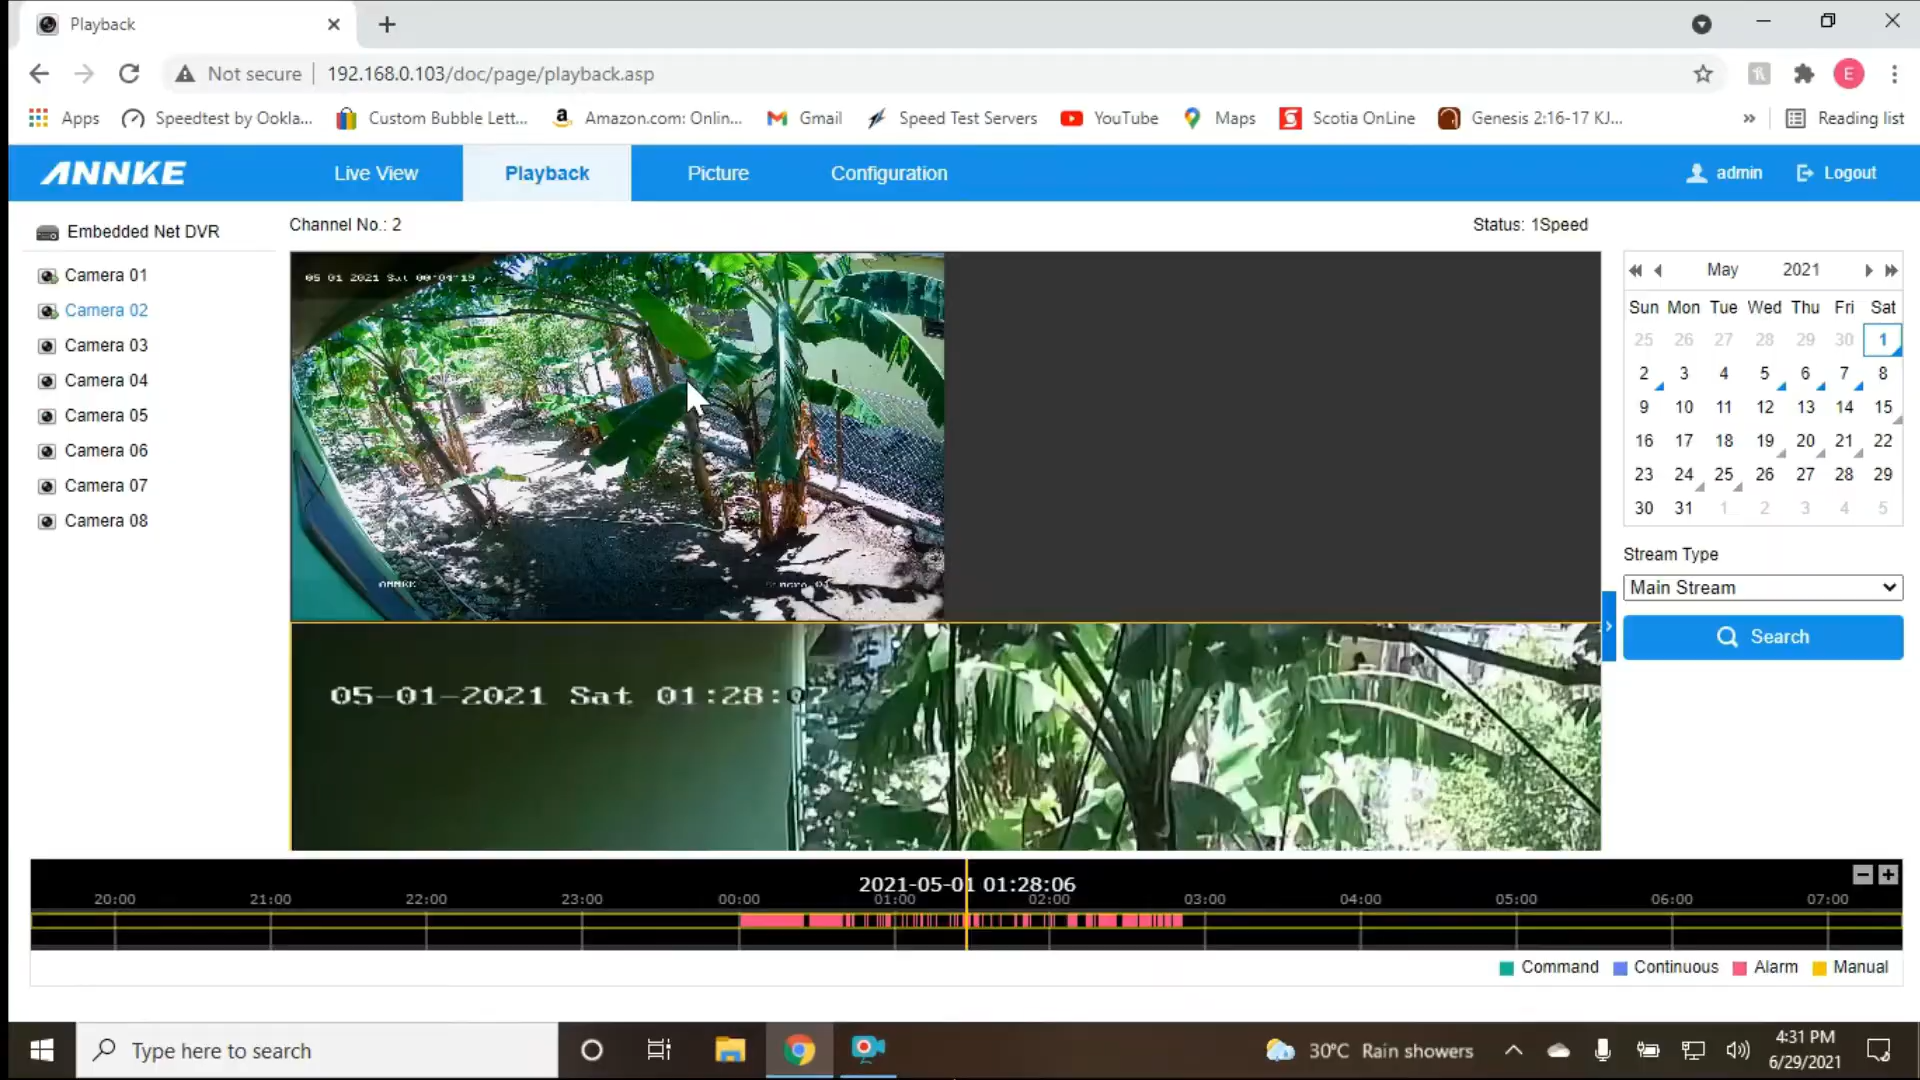 Playback
Not secure 192.168.0.103/doc/page/playback.asp
E
Apps Speedtest by Ookla... Custom Bubble Lett... Amazon.com: Onlin... Gmail Speed Test Servers YouTube Maps Scotia OnLine Genesis 2:16-17 KJ... » Reading list
ANNKE Live View Playback Picture Configuration admin Logout
Embedded Net DVR
Camera 01
Camera 02
Camera 03
Camera 04
Camera 05
Camera 06
Camera 07
Camera 08
Channel No.: 2 Status: 1Speed
05 01 2021 Sat
ANNKE
05-01-2021 Sat 01:28:07
May 2021
Sun Mon Tue Wed Thu Fri Sat
25 26 27 28 29 30 1
2 3 4 5 6 7 8
9 10 11 12 13 14 15
16 17 18 19 20 21 22
23 24 25 26 27 28 29
30 31 1 2 3 4 5
Stream Type
Main Stream
Search
2021-05-01 01:28:06
20:00 21:00 22:00 23:00 00:00 01:00 02:00 03:00 04:00 05:00 06:00 07:00
Command Continuous Alarm Manual
Type here to search
30°C Rain showers
4:31 PM
6/29/2021